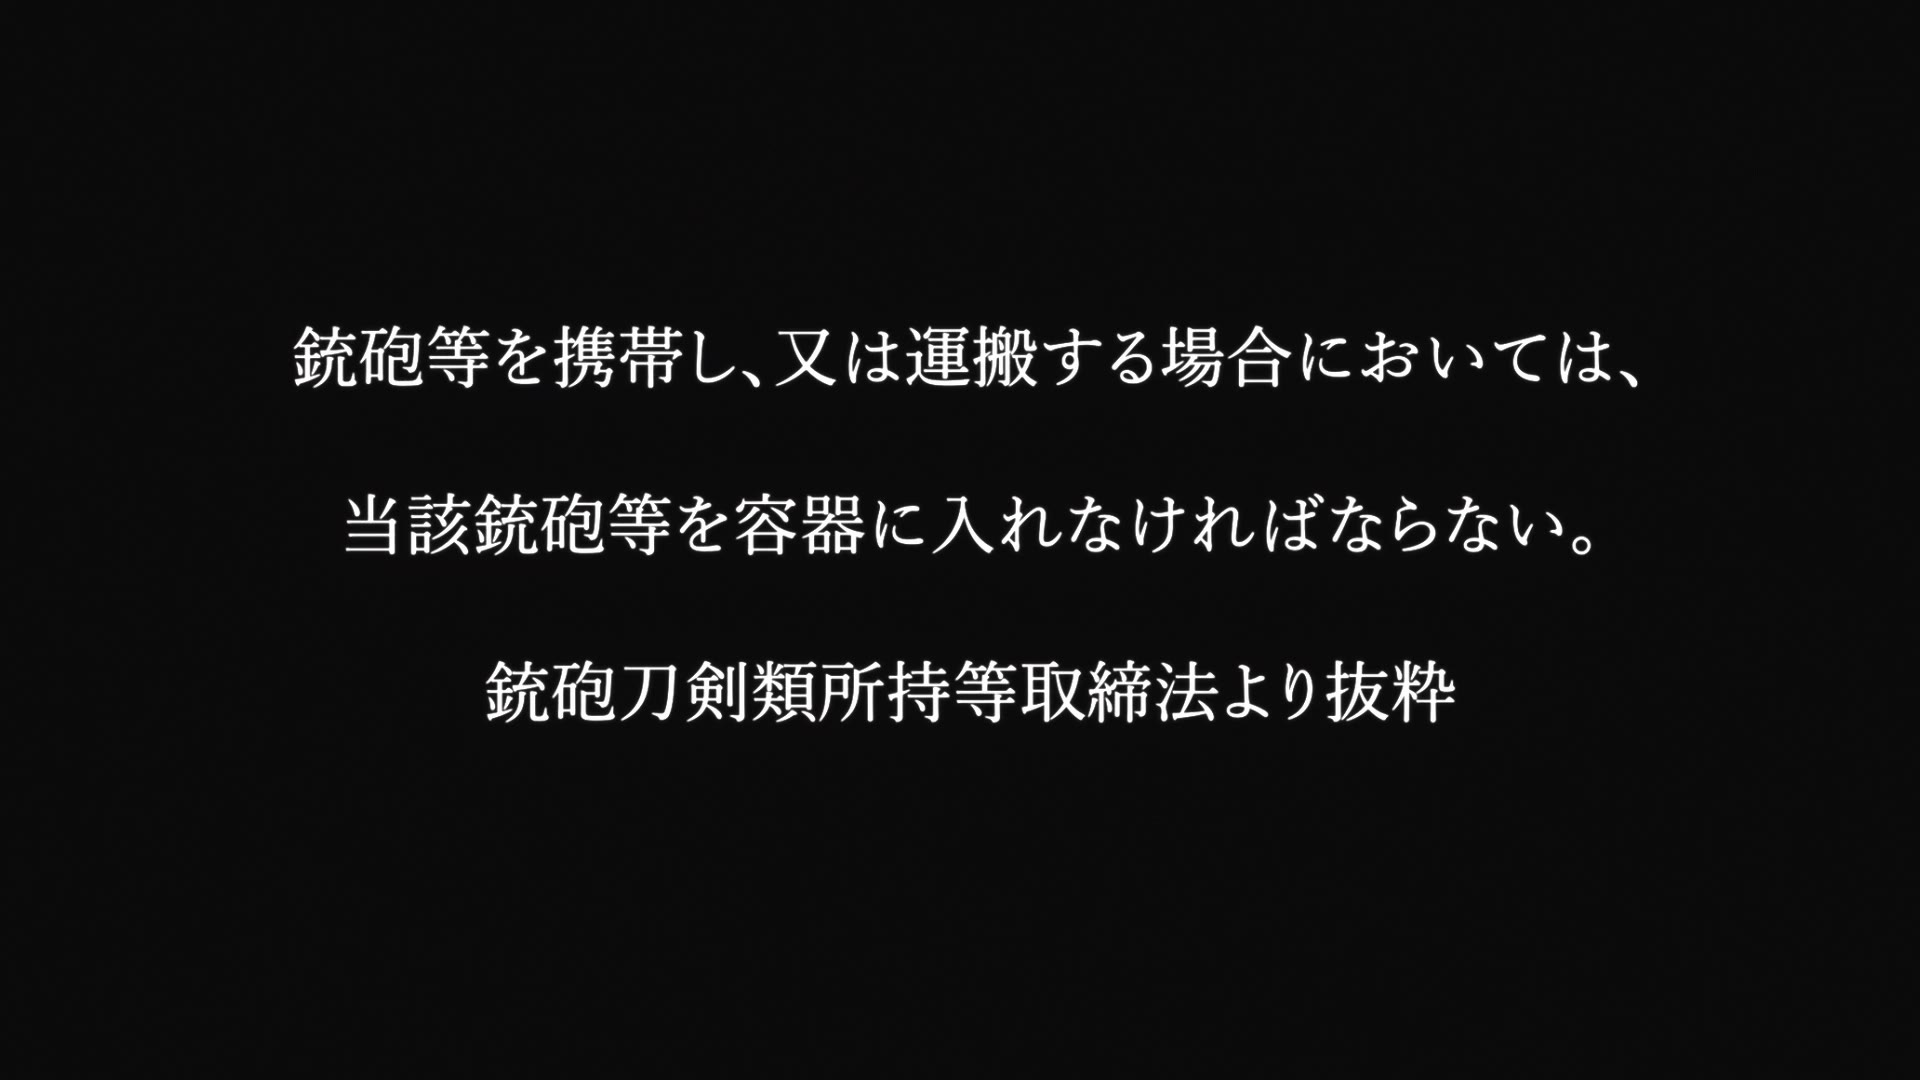 銃砲等を携帯し、又は運搬する場合においては、
当該銃砲等を容器に入れなければならない。
銃砲刀剣類所持等取締法より抜粋